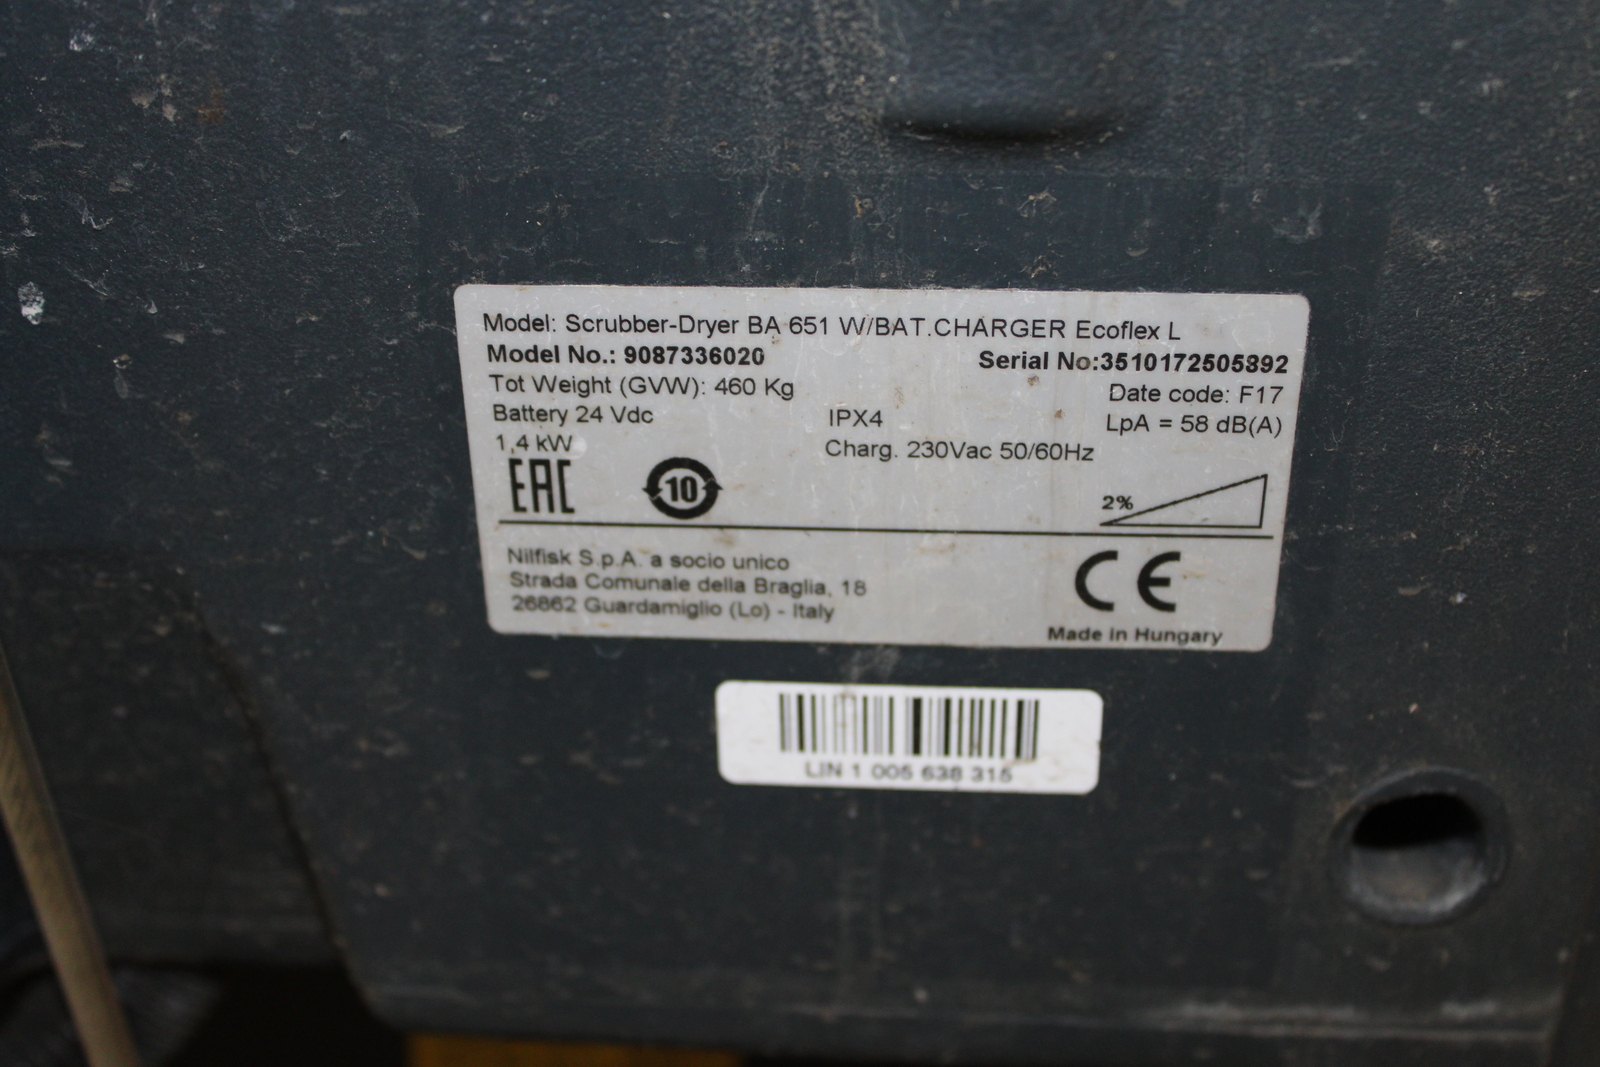 Model: Scrubber-Dryer BA 651 W/BAT.CHARGER Ecoflex L
Model No.: 9087336020 Serial No:3510172505892
Tot Weight (GVW): 460 Kg Date code: F17
Battery 24 Vdc IPX4 LpA = 58 dB(A)
1,4 kW Charg. 230Vac 50/60Hz
EAC 10 2%
Nilfisk S.p.A. a socio unico
Strada Comunale della Braglia, 18
26862 Guardamiglio (Lo) - Italy
CE
Made in Hungary
LIN 1 005 638 315